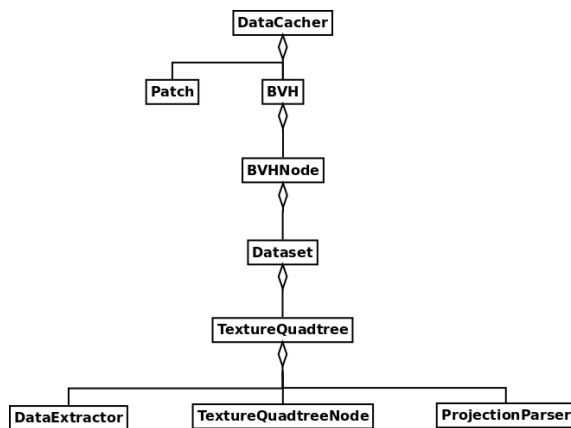 DataCacher
Patch
BVH
BVHNode
Dataset
TextureQuadtree
DataExtractor
TextureQuadtreeNode
ProjectionParser